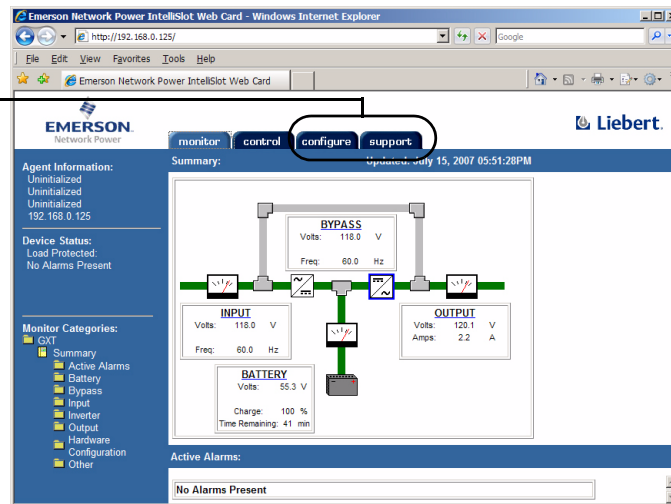 Emerson Network Power IntelliSlot Web Card - Windows Internet Explorer
http://192.168.0.125/
Google
File Edit View Favorites Tools Help
Emerson Network Power IntelliSlot Web Card
EMERSON
Network Power
monitor control configure support
Liebert.
Summary: Updated: July 15, 2007 05:51:28PM
Agent Information:
Uninitialized
Uninitialized
Uninitialized
192.168.0.125
Device Status:
Load Protected:
No Alarms Present
Monitor Categories:
GXT
Summary
Active Alarms
Battery
Bypass
Input
Inverter
Output
Hardware
Configuration
Other
BYPASS
Volts: 118.0 V
Freq: 60.0 Hz
INPUT
Volts: 118.0 V
Freq: 60.0 Hz
OUTPUT
Volts: 120.1 V
Amps: 2.2 A
BATTERY
Volts: 55.3 V
Charge: 100 %
Time Remaining: 41 min
Active Alarms:
No Alarms Present